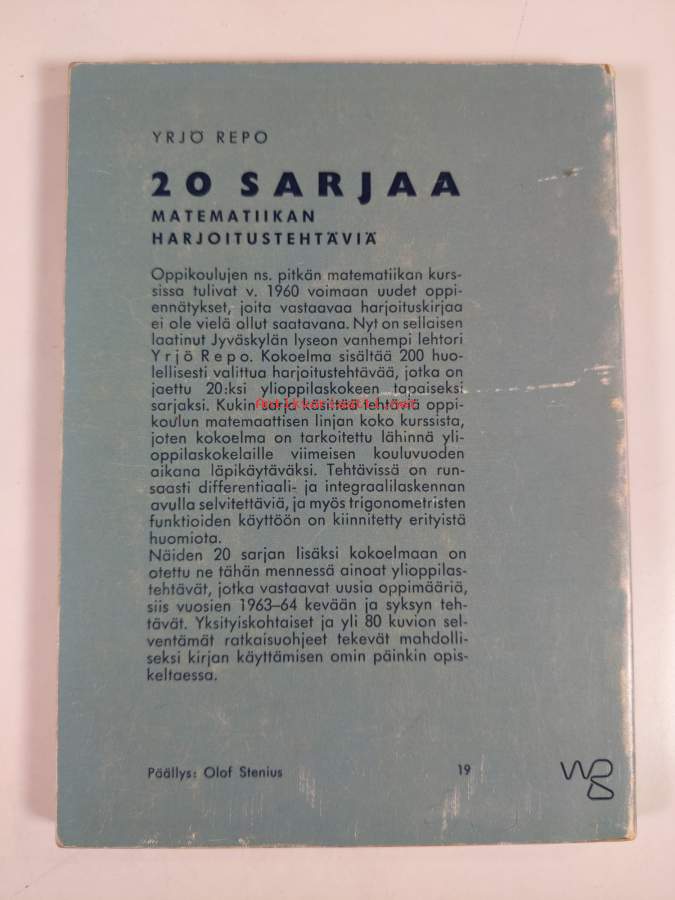 YRJÖ REPO
20 SARJAA
MATEMATIIKAN
HARJOITUSTEHTÄVIÄ
Oppikoulujen ns. pitkän matematiikan kurs-
sissa tulivat v. 1960 voimaan uudet oppi-
ennätykset, joita vastaavaa harjoituskirjaa
ei ole vielä ollut saatavana. Nyt on sellaisen
laatinut Jyväskylän lyseon vanhempi lehtori
Yrjö Repo. Kokoelma sisältää 200 huo-
lellisesti valittua harjoitustehtävää, jotka on
jaettu 20:ksi ylioppilaskokeen tapaiseksi
sarjaksi. Kukin sarja käsittää tehtäviä oppi-
koulun matemaattisen linjan koko kurssista,
joten kokoelma on tarkoitettu lähinnä yli-
oppilaskokelaille viimeisen kouluvuoden
aikana läpikäytäväksi. Tehtävissä on run-
saasti differentiaali- ja integraalilaskennan
avulla selvitettäviä, ja myös trigonometristen
funktioiden käyttöön on kiinnitetty erityistä
huomiota.
Näiden 20 sarjan lisäksi kokoelmaan on
otettu ne tähän mennessä ainoat ylioppilas-
tehtävät, jotka vastaavat uusia oppimääriä,
siis vuosien 1963–64 kevään ja syksyn teh-
tävät. Yksityiskohtaiset ja yli 80 kuvion sel-
ventämät ratkaisuohjeet tekevät mahdolli-
seksi kirjan käyttämisen omin päinkin opis-
keltaessa.
Päällys: Olof Stenius 19